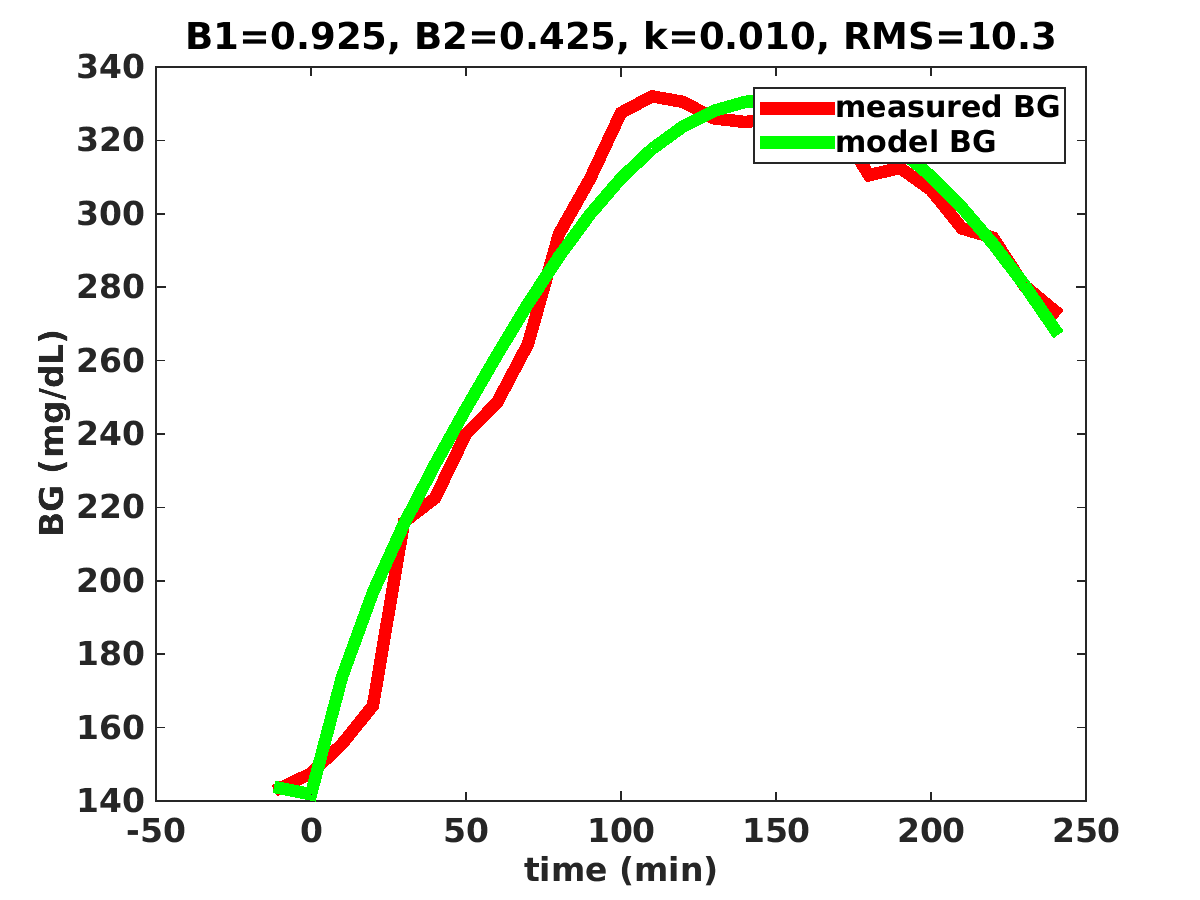 B1=0.925, B2=0.425, k=0.010, RMS=10.3
340
320
300
280
260
240
220
200
180
160
140
BG (mg/dL)
measured BG
model BG
-50 0 50 100 150 200 250
time (min)